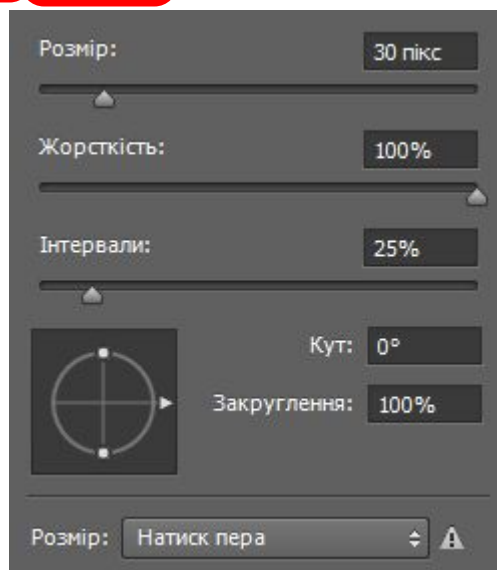 Розмір: 30 пікс
Жорсткість: 100%
Інтервали: 25%
Кут: 0°
Закруглення: 100%
Розмір: Натиск пера